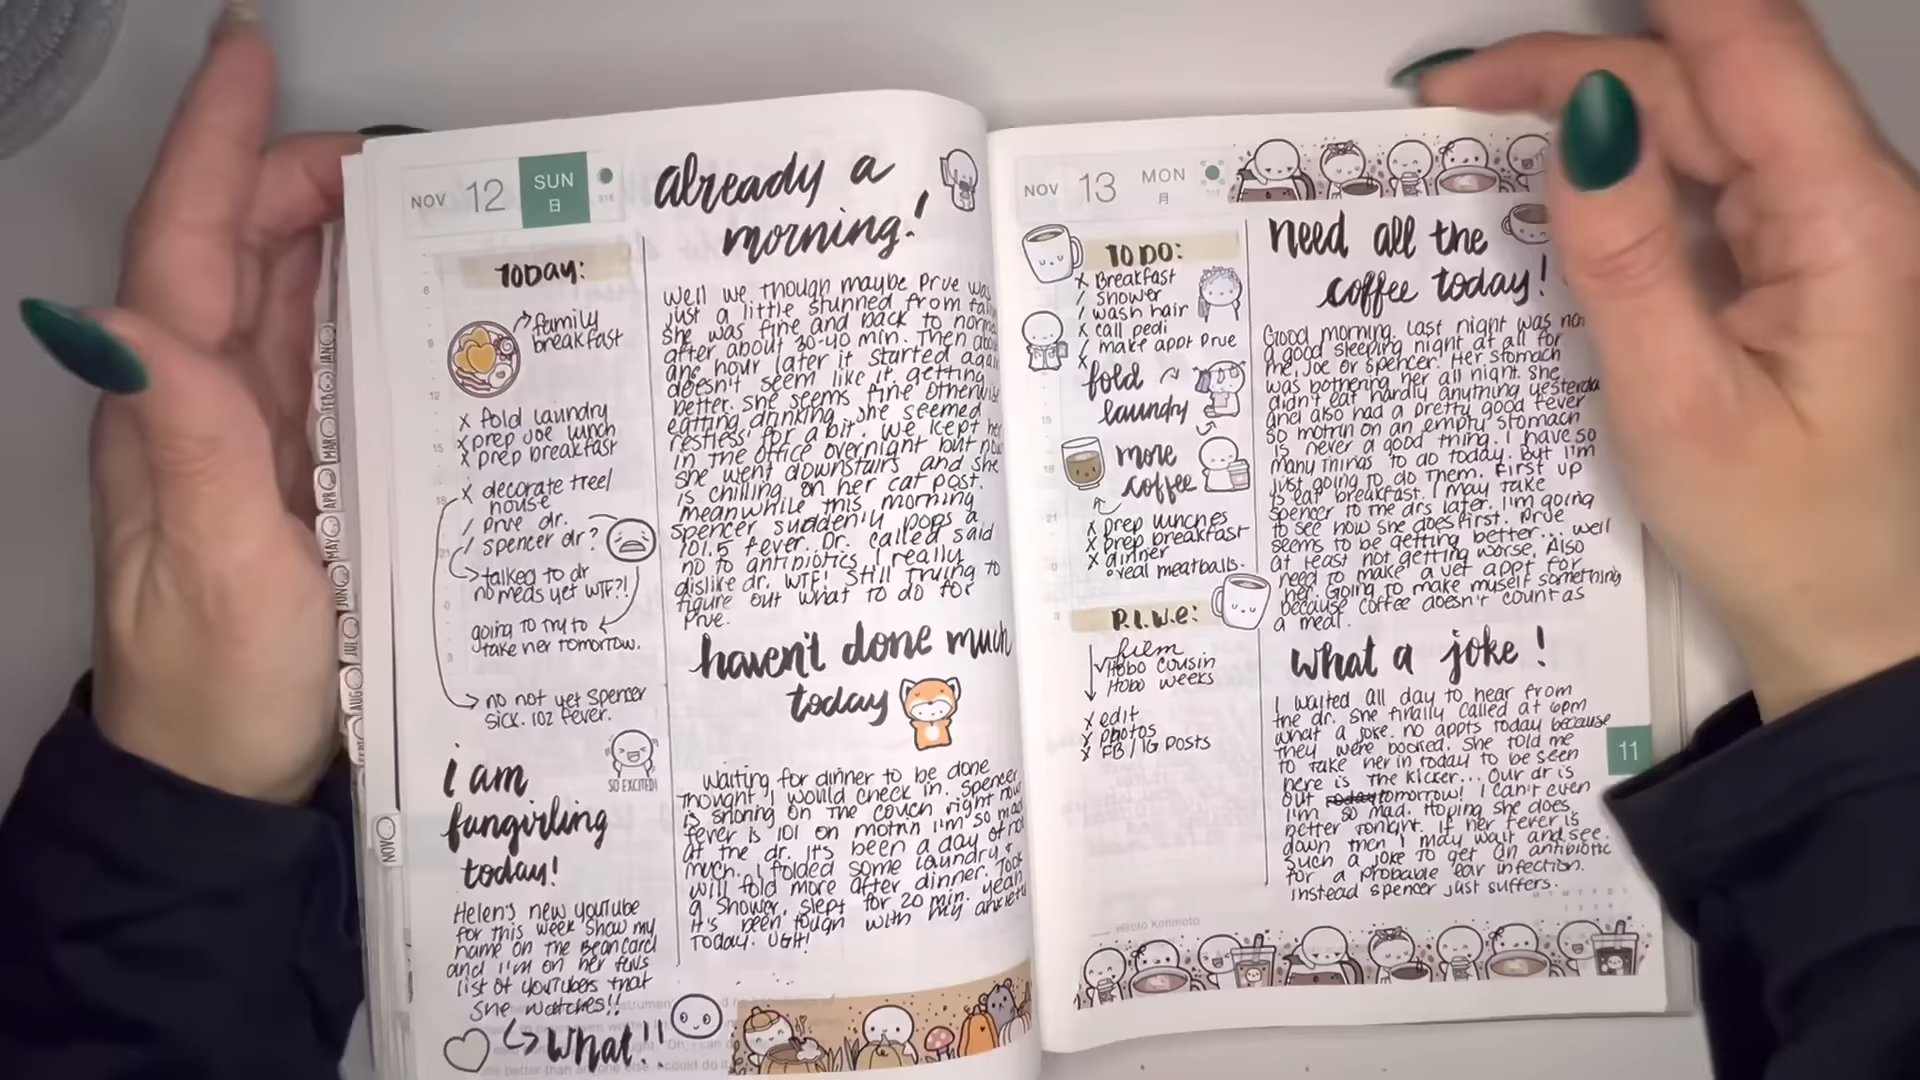 NOV 12 SUN
日
already a
morning!
TODAY:
family
breakfast
x fold laundry
x prep Joe lunch
x prep breakfast
x decorate tree/
house
/ prue dr.
/ spencer dr?
talked to dr
no meds yet WTF?!
going to try to
take her tomorrow.
no not yet spencer
sick. 102 fever.
i am
fangirling
today!
SO EXCITED!
Helen's new youtube
for this week show my
name on the Bean card
and I'm on her favs
list of youtubers that
she watches!!
What!!
Well we though maybe Prue was
just a little stunned from
she was fine and back to
after about 30-40 min. Then
an hour later it started
doesn't seem like it getting
better. She seems fine
eatting drinking. She seemed
restless for a bit. We kept
in the office overnight but
she went downstairs and she
is chilling on her cat post.
Meanwhile this morning
Spencer suddenly pops a
101.5 fever. Dr. called said
no to antibiotics. I really
dislike dr. WTF! Still trying to
figure out what to do for
Prue.
haven't done much
today
Waiting for dinner to be done
thought I would check in. Spencer
is snoring on the couch right now
fever is 101 on motrin I'm so mad
at the dr. It's been a day of not
much. I folded some laundry +
will fold more after dinner. Took
a shower, slept for 20 min. yeah
it's been tough with my
Today. UGH!
NOV 13 MON
月
TO DO:
x Breakfast
/ shower
/ wash hair
x call pedi
/ make appt Prue
x fold
laundry
more
coffee
x prep lunches
x prep breakfast
x dinner
veal meatballs.
P.L.W.E:
film
Hobo cousin
Hobo weeks
x edit
x photos
x FB/IG posts
need all the
coffee today!
Good morning. Last night was
a good sleeping night at all for
me, Joe or Spencer. Her stomach
was bothering her all night. She
didn't eat hardly anything
and also had a pretty good fever
so motrin on an empty stomach
is never a good thing. I have so
many things to do today. But I'm
just going to do them. First up
is eat breakfast. I may take
Spencer to the drs later. I'm going
to see how she does first. Prue
seems to be getting better... well
at least not getting worse. Also
need to make a vet appt for
her. Going to make myself something
because coffee doesn't count as
a meal.
what a joke!
I waited all day to hear from
the dr. She finally called at 6pm
what a joke. no appts today because
they were booked. She told me
to take her in today to be seen
here is the kicker... Our dr is
out today tomorrow! I can't even
I'm so mad. Hoping she does
better tonight. If her fever is
down then I may wait and see.
Such a joke to get an antibiotic
for a probable ear infection.
Instead spencer just suffers.
Hiroto Kotimoto
11
JAN
FEB
MAR
APR
MAY
JUN
JUL
AUG
NOV